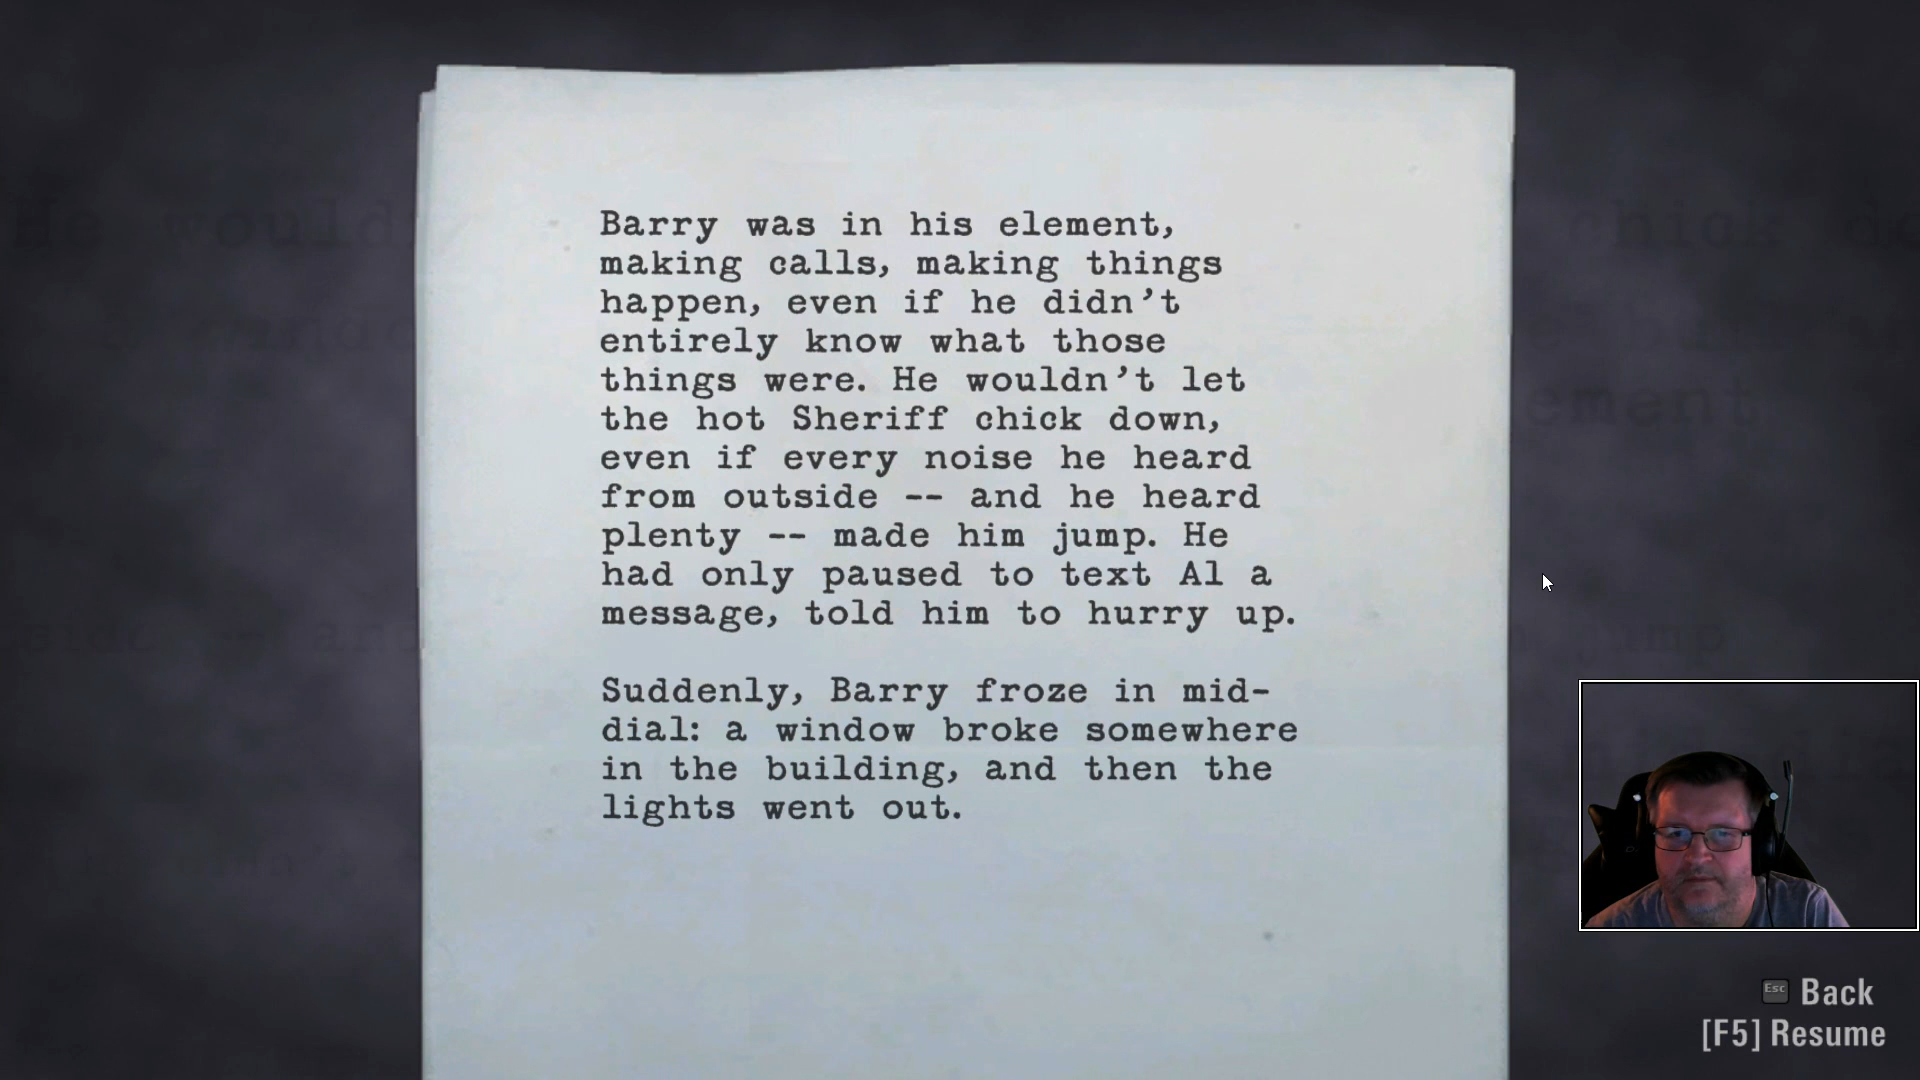 Barry was in his element,
making calls, making things
happen, even if he didn't
entirely know what those
things were. He wouldn't let
the hot Sheriff chick down,
even if every noise he heard
from outside -- and he heard
plenty -- made him jump. He
had only paused to text Al a
message, told him to hurry up.
Suddenly, Barry froze in mid-
dial: a window broke somewhere
in the building, and then the
lights went out.
Esc Back
[F5] Resume